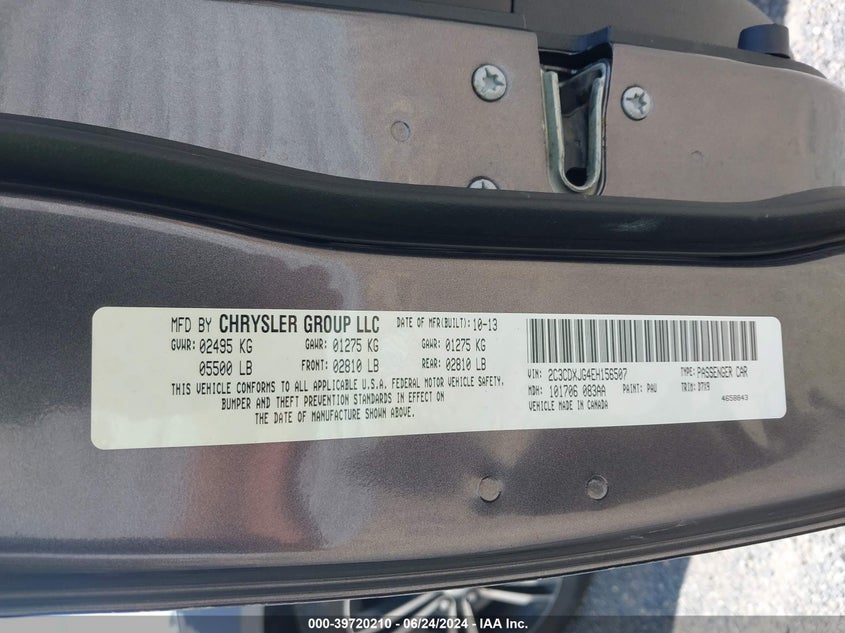 MFD BY CHRYSLER GROUP LLC DATE OF MFR(BUILT): 10-13
GVWR: 02495 KG GAWR: 01275 KG GAWR: 01275 KG
05500 LB FRONT: 02810 LB REAR: 02810 LB
THIS VEHICLE CONFORMS TO ALL APPLICABLE U.S.A. FEDERAL MOTOR VEHICLE SAFETY,
BUMPER AND THEFT PREVENTION STANDARDS IN EFFECT ON
THE DATE OF MANUFACTURE SHOWN ABOVE.
VIN: 2C3CDXJG4EH156507 TYPE: PASSENGER CAR
MDH: 101706 083AA PAINT: PAU TRIM: D7X9
VEHICLE MADE IN CANADA 4658643
000-39720210 - 06/24/2024 - IAA Inc.